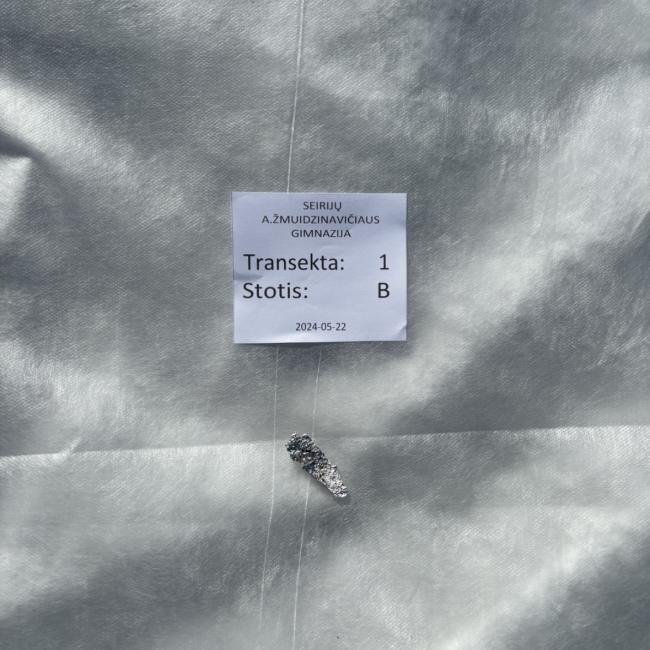 SEIRIJŲ
A.ŽMUIDZINAVIČIAUS
GIMNAZIJA
Transekta: 1
Stotis: B
2024-05-22